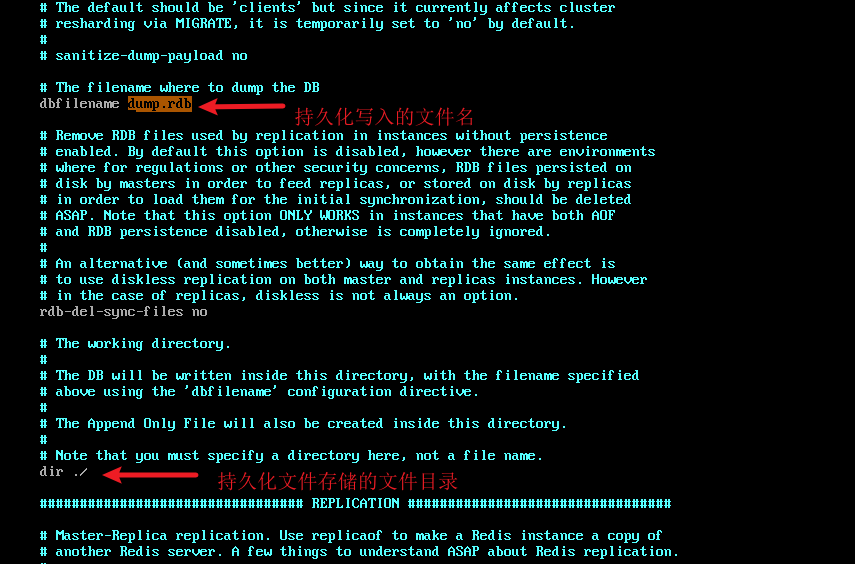 # The default should be 'clients' but since it currently affects cluster
# resharding via MIGRATE, it is temporarily set to 'no' by default.
#
# sanitize-dump-payload no
# The filename where to dump the DB
dbfilename dump.rdb
持久化写入的文件名
# Remove RDB files used by replication in instances without persistence
# enabled. By default this option is disabled, however there are environments
# where for regulations or other security concerns, RDB files persisted on
# disk by masters in order to feed replicas, or stored on disk by replicas
# in order to load them for the initial synchronization, should be deleted
# ASAP. Note that this option ONLY WORKS in instances that have both AOF
# and RDB persistence disabled, otherwise is completely ignored.
#
# An alternative (and sometimes better) way to obtain the same effect is
# to use diskless replication on both master and replicas instances. However
# in the case of replicas, diskless is not always an option.
rdb-del-sync-files no
# The working directory.
#
# The DB will be written inside this directory, with the filename specified
# above using the 'dbfilename' configuration directive.
#
# The Append Only File will also be created inside this directory.
#
# Note that you must specify a directory here, not a file name.
dir ./
持久化文件存储的文件目录
################################# REPLICATION #################################
# Master-Replica replication. Use replicaof to make a Redis instance a copy of
# another Redis server. A few things to understand ASAP about Redis replication.
#